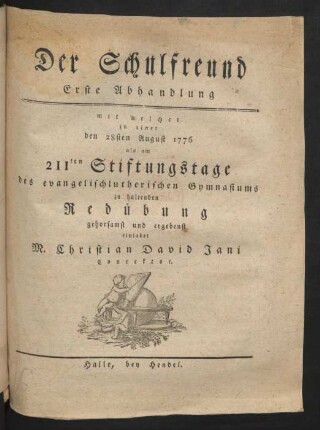 Der Schulfreund
Erste Abhandlung
mit welcher
zu einer
den 28sten August 1776
als am
211ten Stiftungstage
des evangelischlutherischen Gymnasiums
zu haltenden
Redübung
gehorsamst und ergebenst
einladet
M. Christian David Jani
Conrektor.
Halle, bey Hendel.